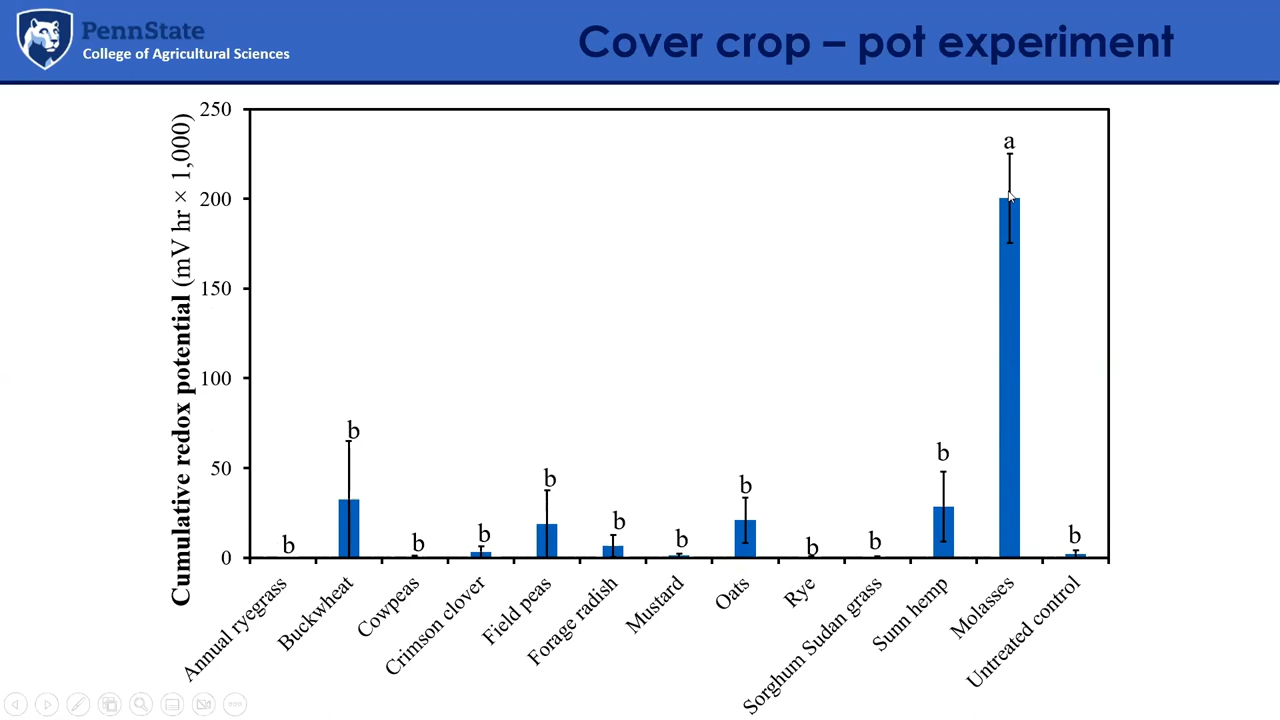 PennState
College of Agricultural Sciences
Cover crop – pot experiment
Cumulative redox potential (mV hr × 1,000)
250
200
150
100
50
0
b
b
b
b
b
b
b
b
b
b
b
a
b
Annual ryegrass
Buckwheat
Cowpeas
Crimson clover
Field peas
Forage radish
Mustard
Oats
Rye
Sorghum Sudan grass
Sunn hemp
Molasses
Untreated control